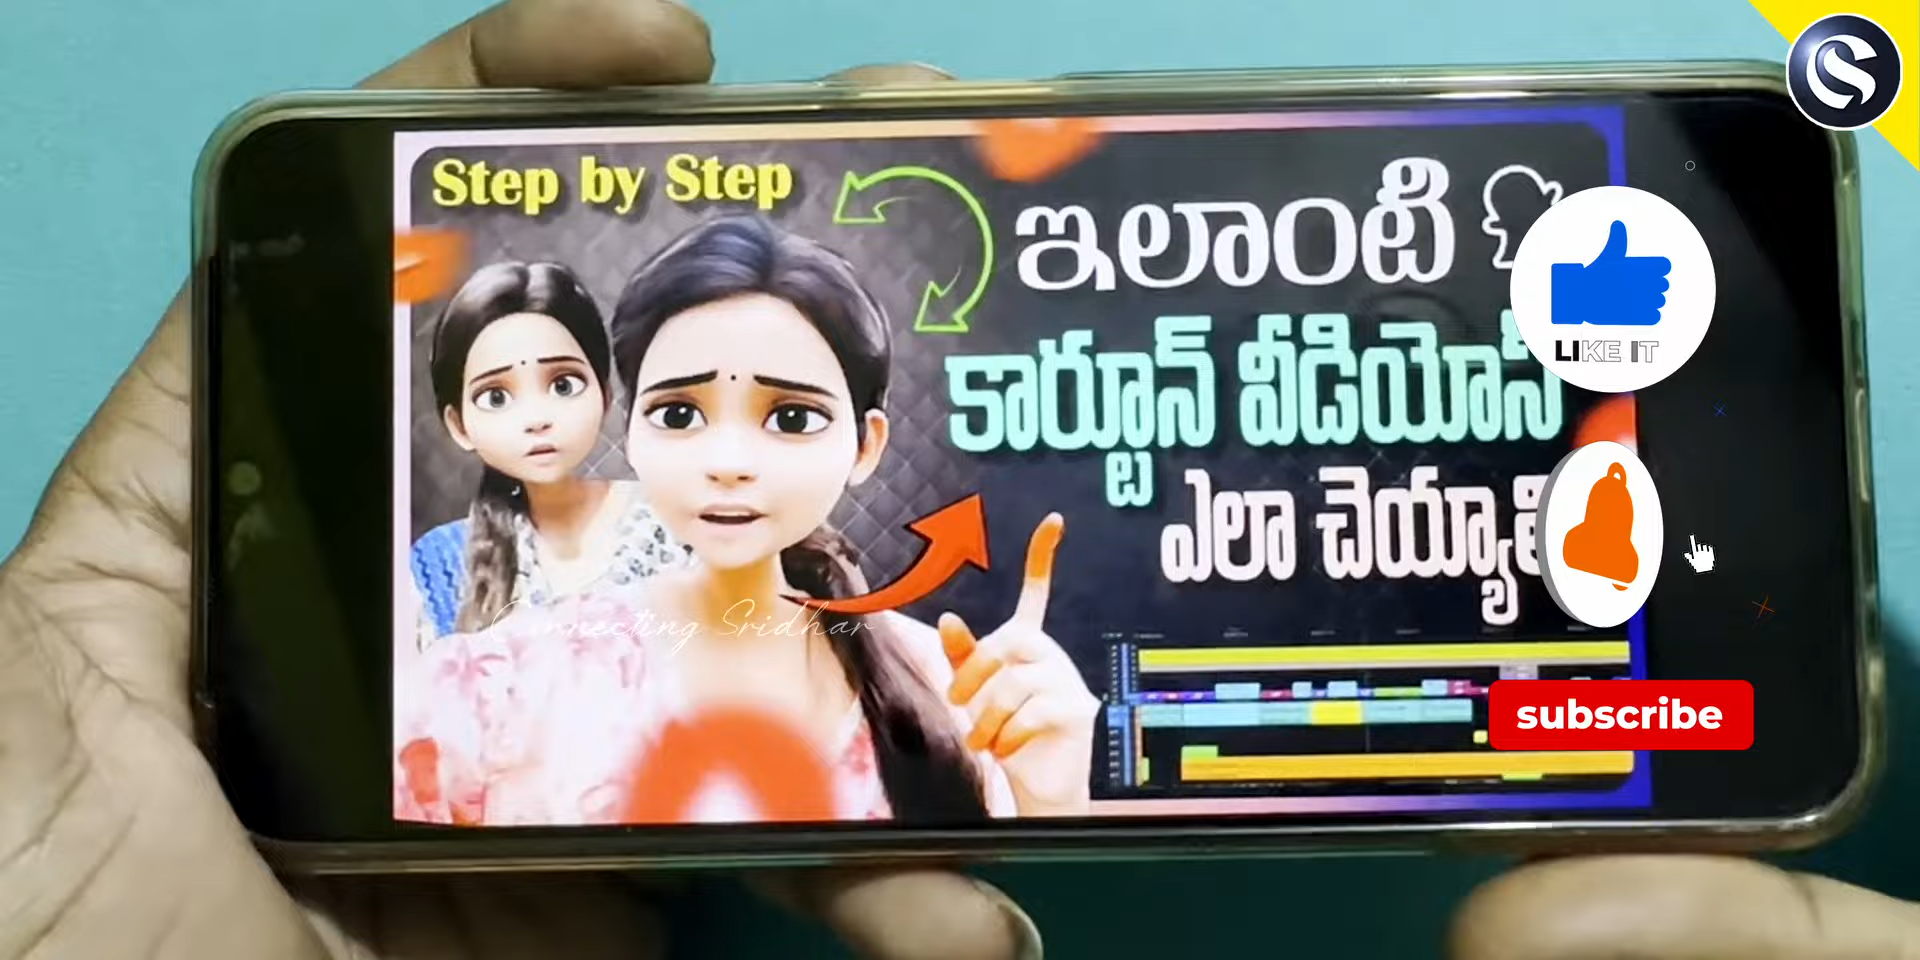 Step by Step
ఇలాంటి
కార్టూన్ వీడియోస్
ఎలా చెయ్యాలి
LIKE IT
Connecting Sridhar
subscribe